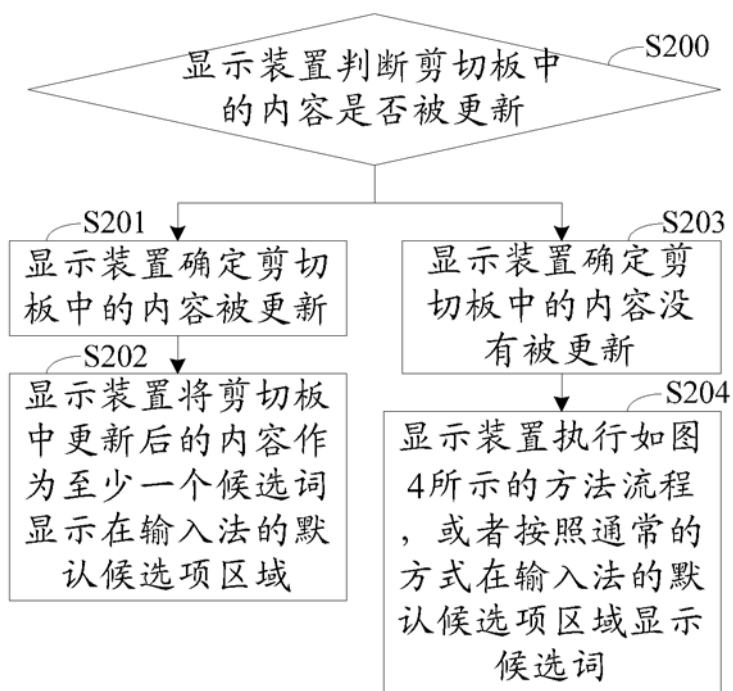 S200
显示装置判断剪切板中
的内容是否被更新
S201
显示装置确定剪切
板中的内容被更新
S202
显示装置将剪切板
中更新后的内容作
为至少一个候选词
显示在输入法的默
认候选项区域
S203
显示装置确定剪
切板中的内容没
有被更新
S204
显示装置执行如图
4所示的方法流程
，或者按照通常的
方式在输入法的默
认候选项区域显示
候选词